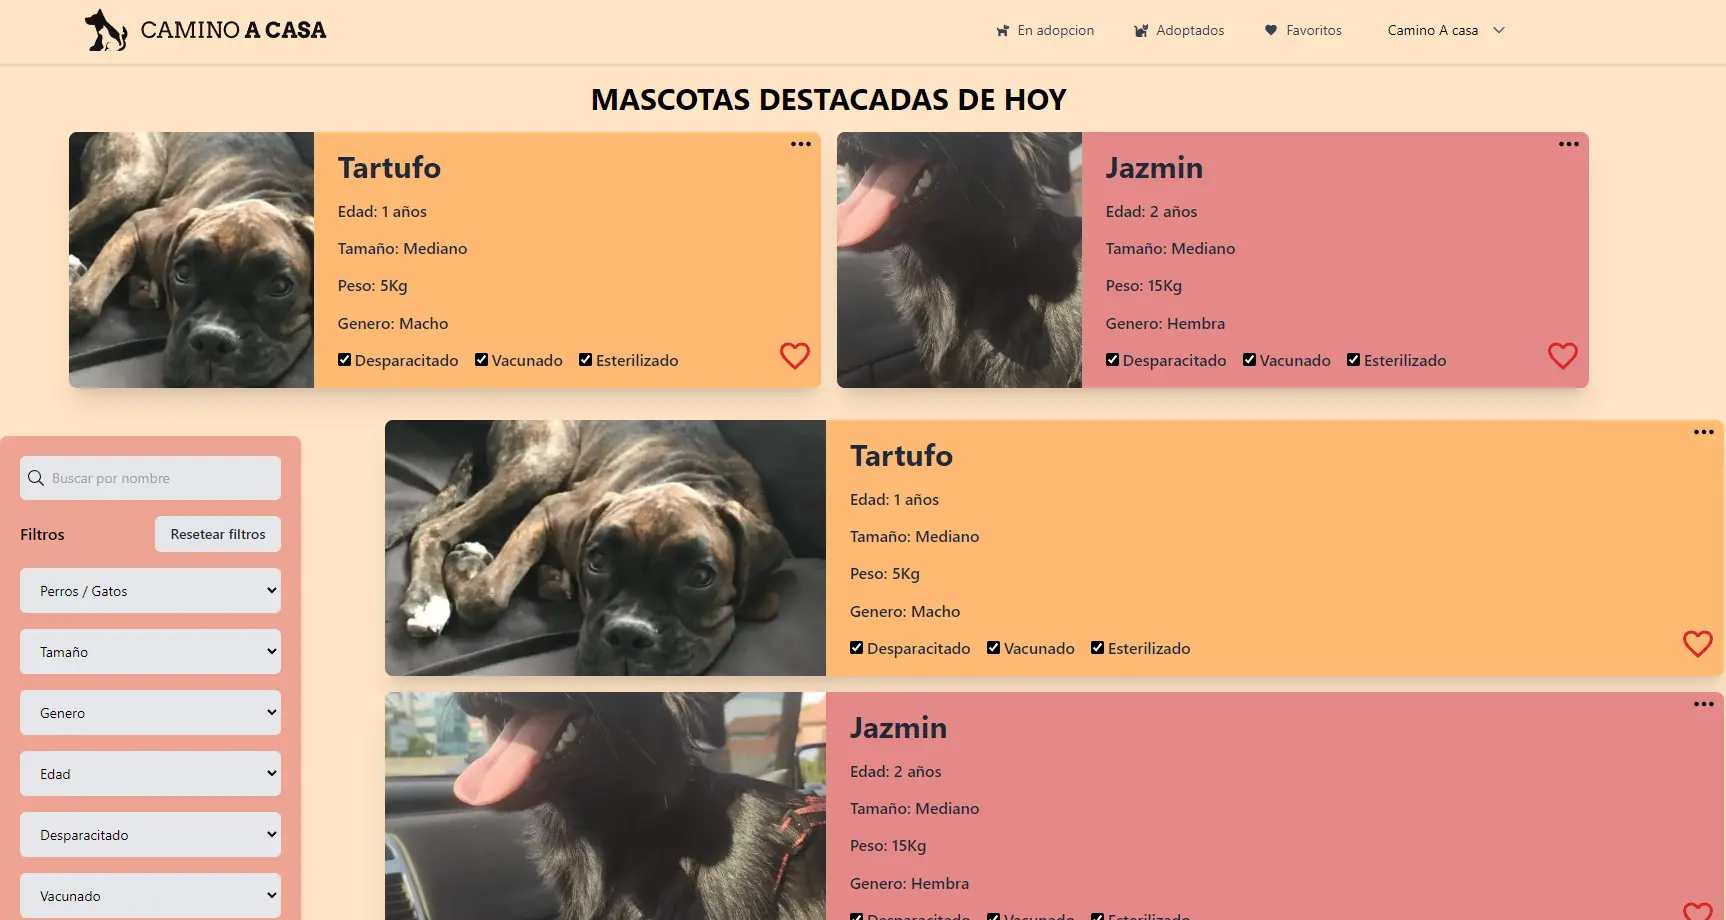 CAMINO A CASA
En adopcion
Adoptados
Favoritos
Camino A casa
MASCOTAS DESTACADAS DE HOY
Tartufo
Edad: 1 años
Tamaño: Mediano
Peso: 5Kg
Genero: Macho
Desparacitado Vacunado Esterilizado
Jazmin
Edad: 2 años
Tamaño: Mediano
Peso: 15Kg
Genero: Hembra
Desparacitado Vacunado Esterilizado
Buscar por nombre
Filtros
Resetear filtros
Perros / Gatos
Tamaño
Genero
Edad
Desparacitado
Vacunado
Tartufo
Edad: 1 años
Tamaño: Mediano
Peso: 5Kg
Genero: Macho
Desparacitado Vacunado Esterilizado
Jazmin
Edad: 2 años
Tamaño: Mediano
Peso: 15Kg
Genero: Hembra
Desparacitado Vacunado Esterilizado